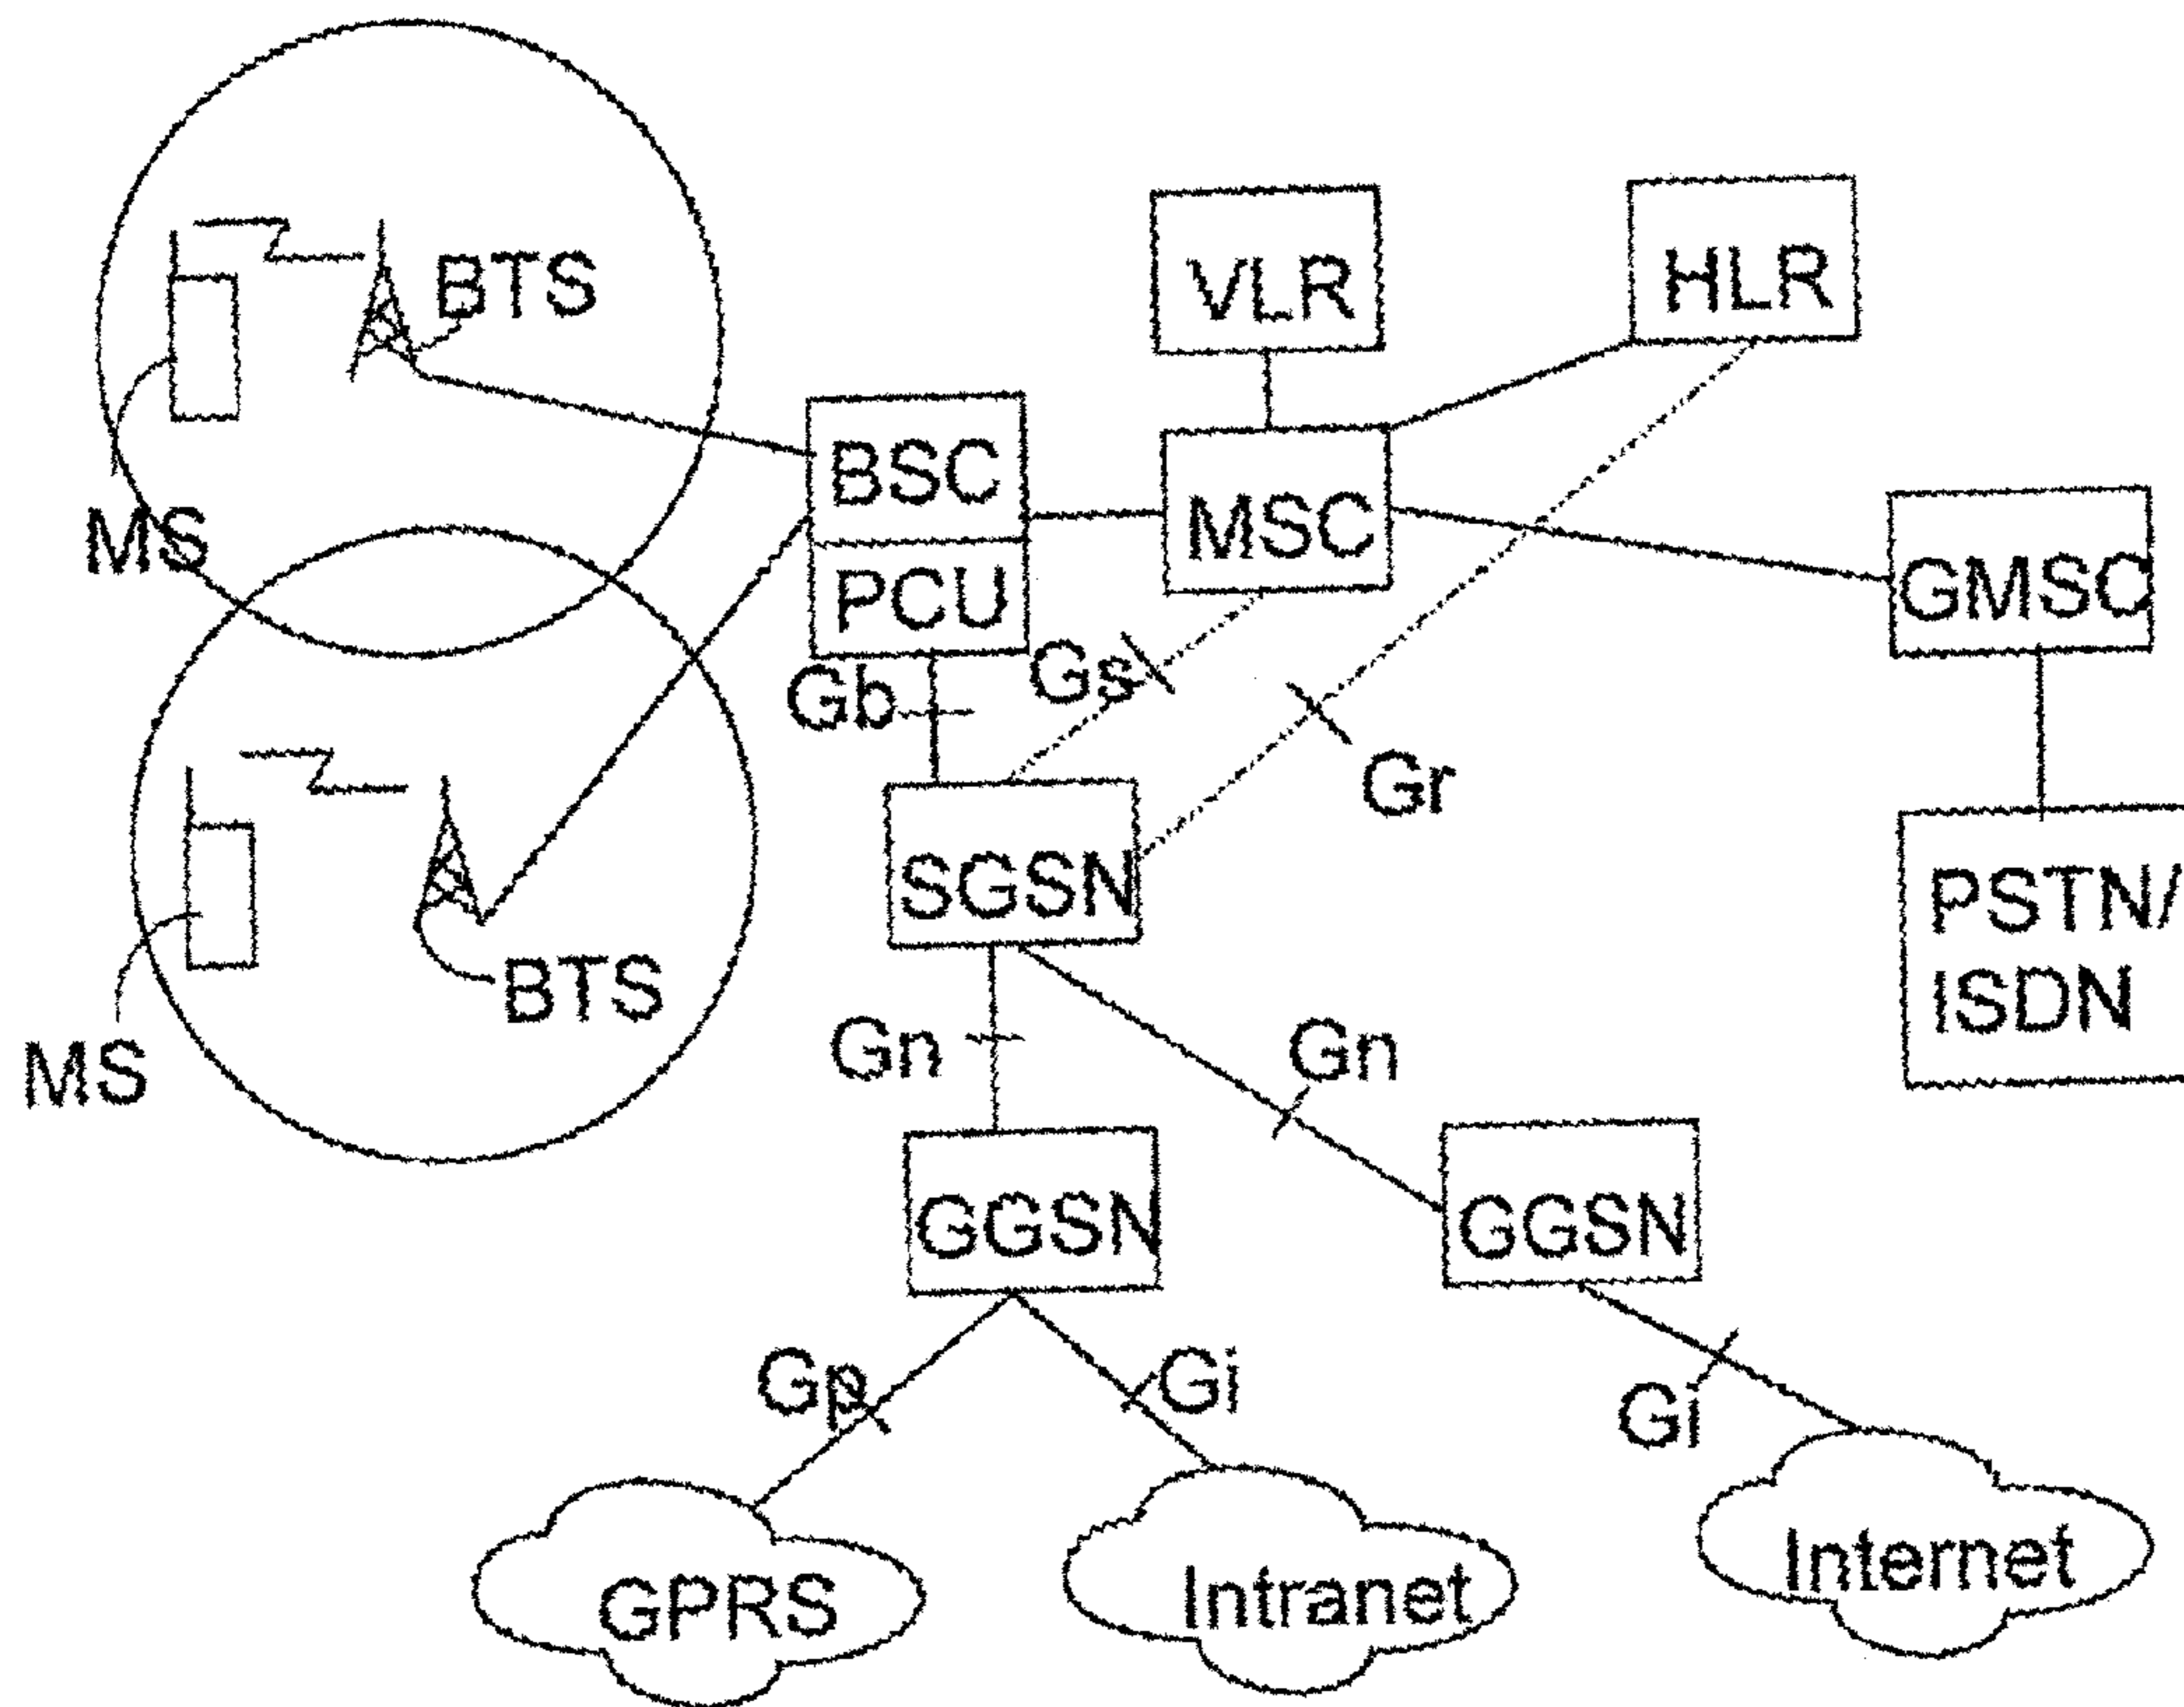 BTS
VLR
HLR
BSC
MSC
MS
PCU
GMSC
Gs
Gb
Gr
SGSN
PSTN/
ISDN
BTS
MS
Gn
Gn
GGSN
GGSN
Gp
Gi
Gi
GPRS
Intranet
Internet